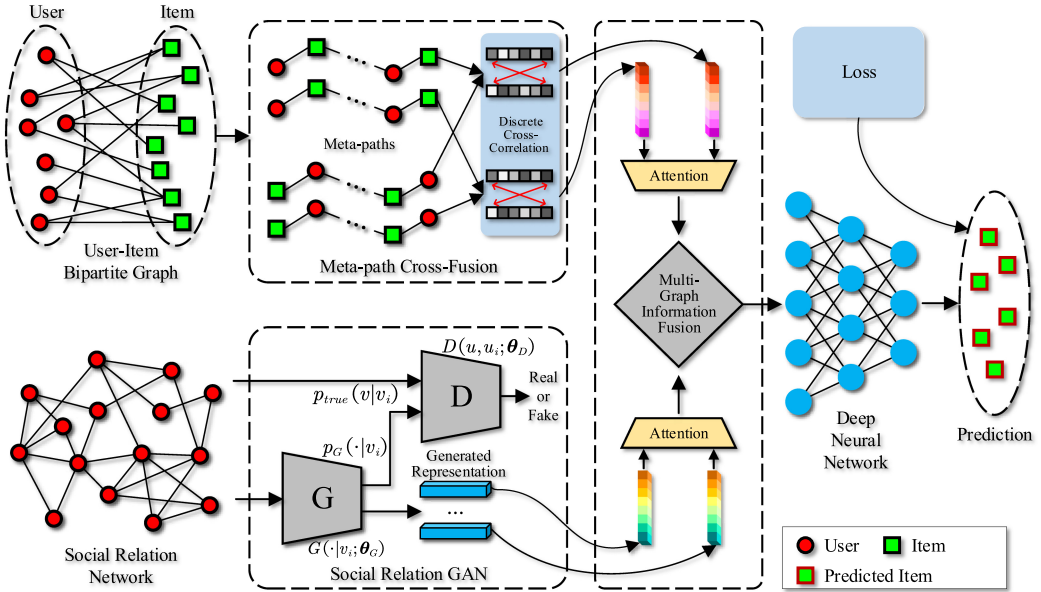 User
Item
User-Item
Bipartite Graph
Meta-paths
Discrete
Cross-
Correlation
Meta-path Cross-Fusion
Attention
Multi-
Graph
Information
Fusion
Attention
Loss
Deep
Neural
Network
Prediction
Social Relation
Network
D(u, u_i; θ_D)
p_true(v|v_i)
D
Real
or
Fake
p_G(·|v_i)
G
G(·|v_i; θ_G)
Generated
Representation
...
Social Relation GAN
User
Item
Predicted Item